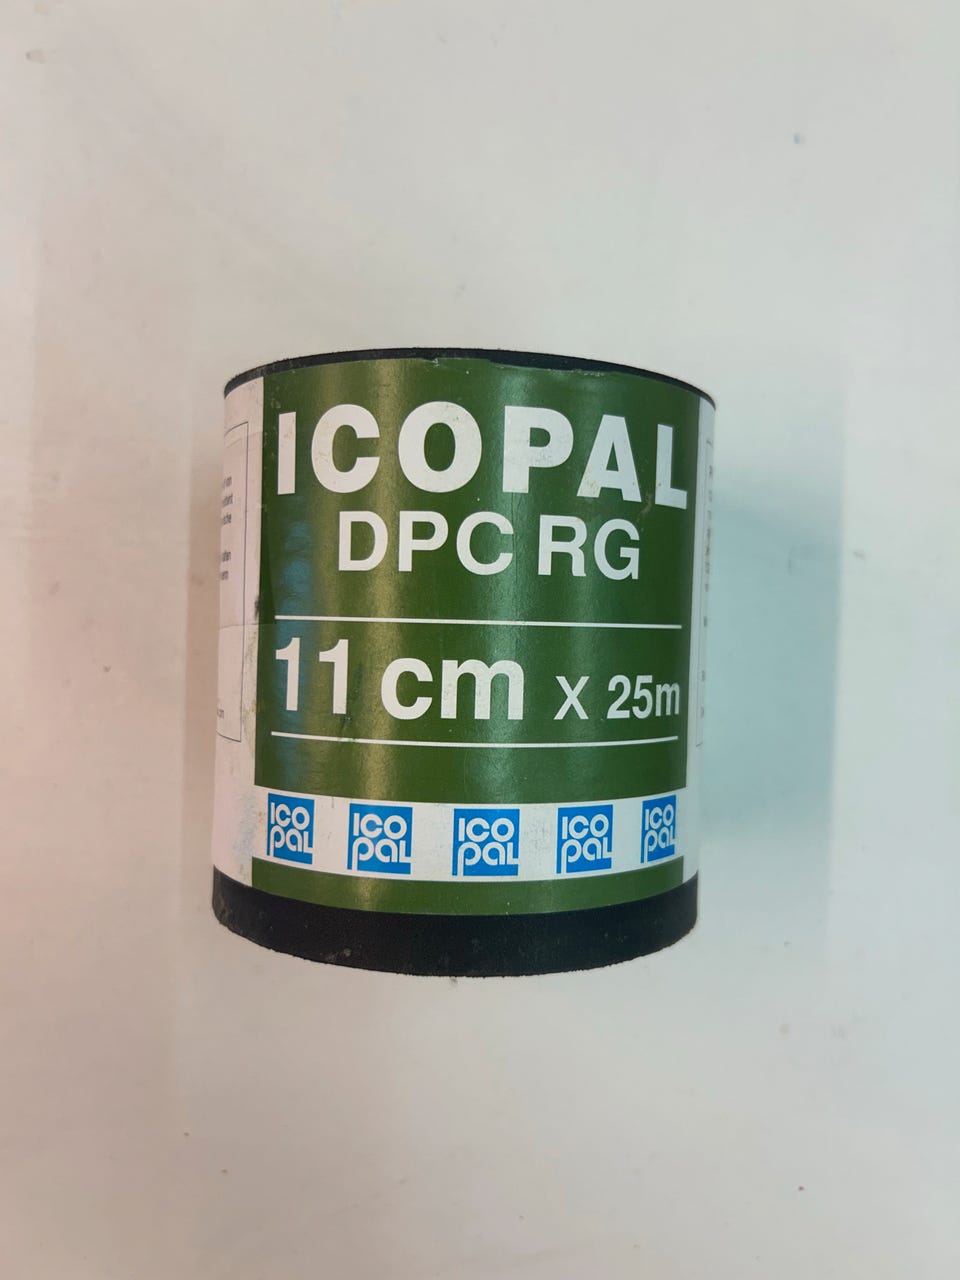 ICOPAL
DPC RG
11 cm x 25m
ICO pal ICO pal ICO pal ICO pal ICO pal